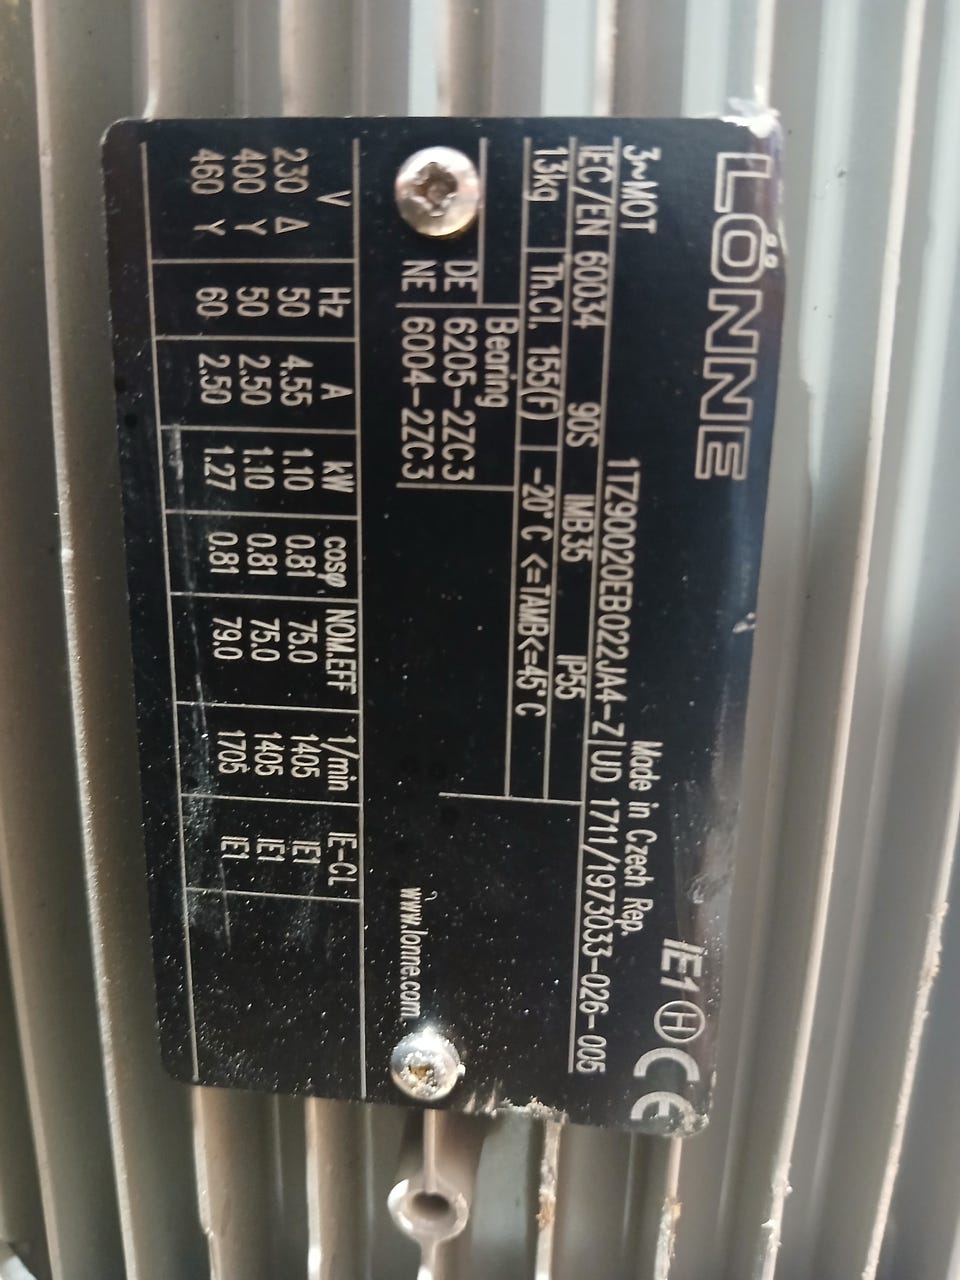 LÖNNE
IE1 H CE
3~MOT 1TZ90020EB022JA4-Z Made in Czech Rep.
UD 1711/1973033-026-005
IEC/EN 60034 90S IMB35 IP55
13kg Th.Cl. 155(F) -20°C <=TAMB<=45°C
Bearing
DE 6205-2ZC3
NE 6004-2ZC3
www.lonne.com
V Hz A kW cosφ NOM.EFF 1/min IE-CL
230 Δ 50 4.55 1.10 0.81 75.0 1405 IE1
400 Y 50 2.50 1.10 0.81 75.0 1405 IE1
460 Y 60 2.50 1.27 0.81 79.0 1705 IE1